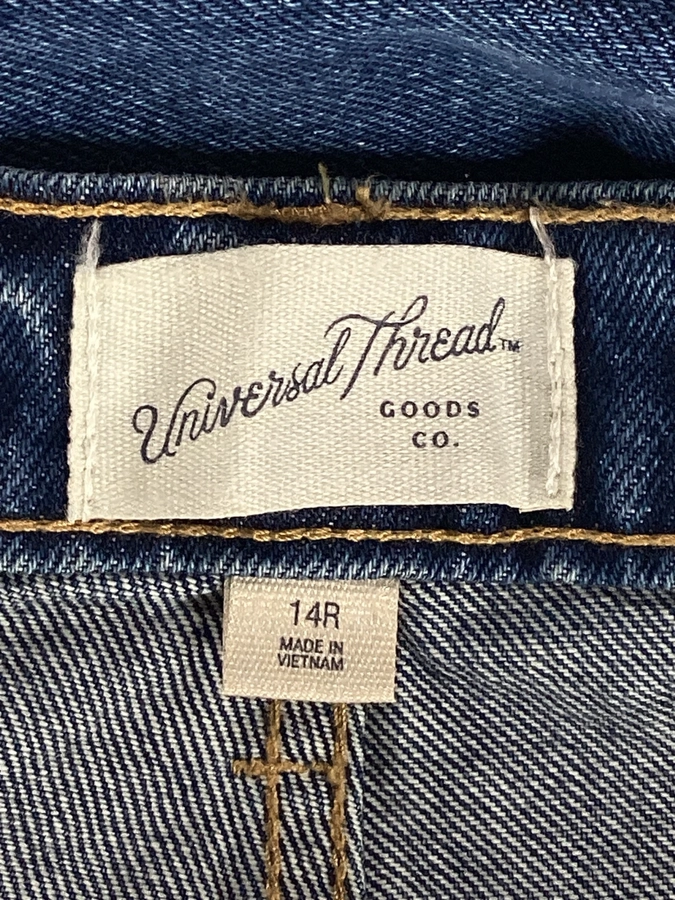 Universal Thread™
GOODS
CO.
14R
MADE IN
VIETNAM